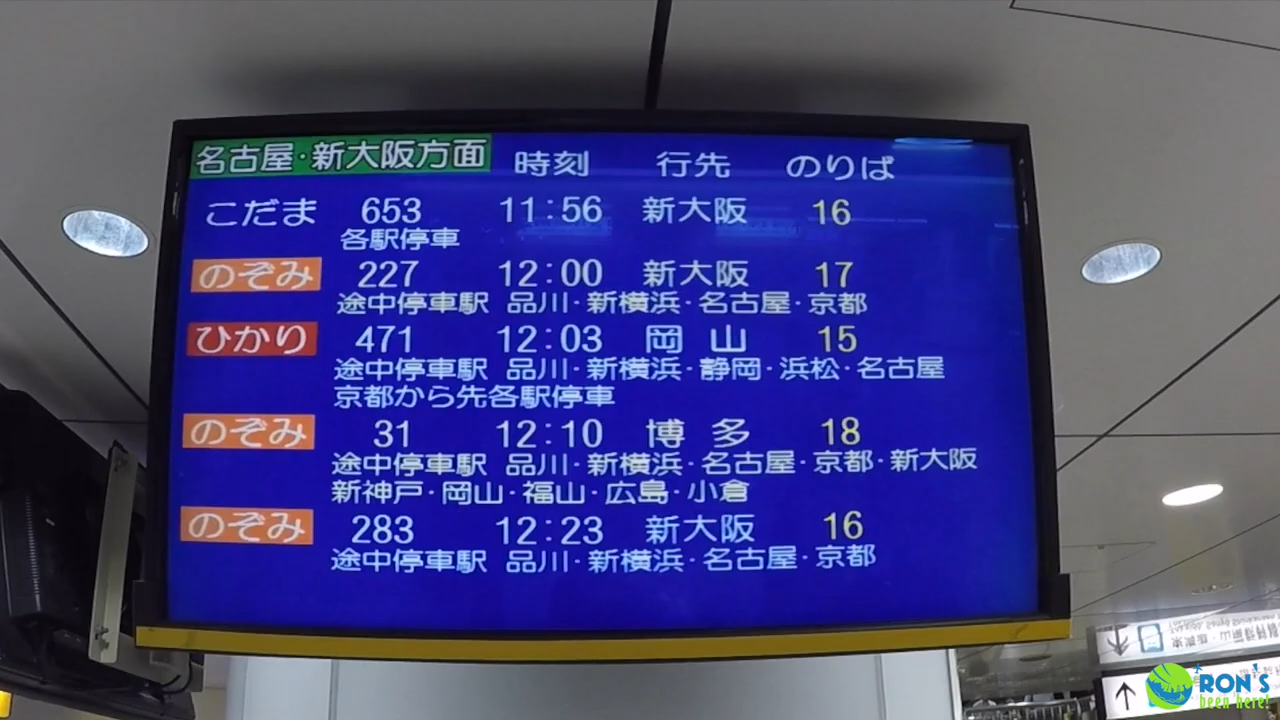 名古屋・新大阪方面 時刻 行先 のりば
こだま 653 11:56 新大阪 16
各駅停車
のぞみ 227 12:00 新大阪 17
途中停車駅 品川・新横浜・名古屋・京都
ひかり 471 12:03 岡山 15
途中停車駅 品川・新横浜・静岡・浜松・名古屋
京都から先各駅停車
のぞみ 31 12:10 博多 18
途中停車駅 品川・新横浜・名古屋・京都・新大阪
新神戸・岡山・福山・広島・小倉
のぞみ 283 12:23 新大阪 16
途中停車駅 品川・新横浜・名古屋・京都
RON'S
been here!